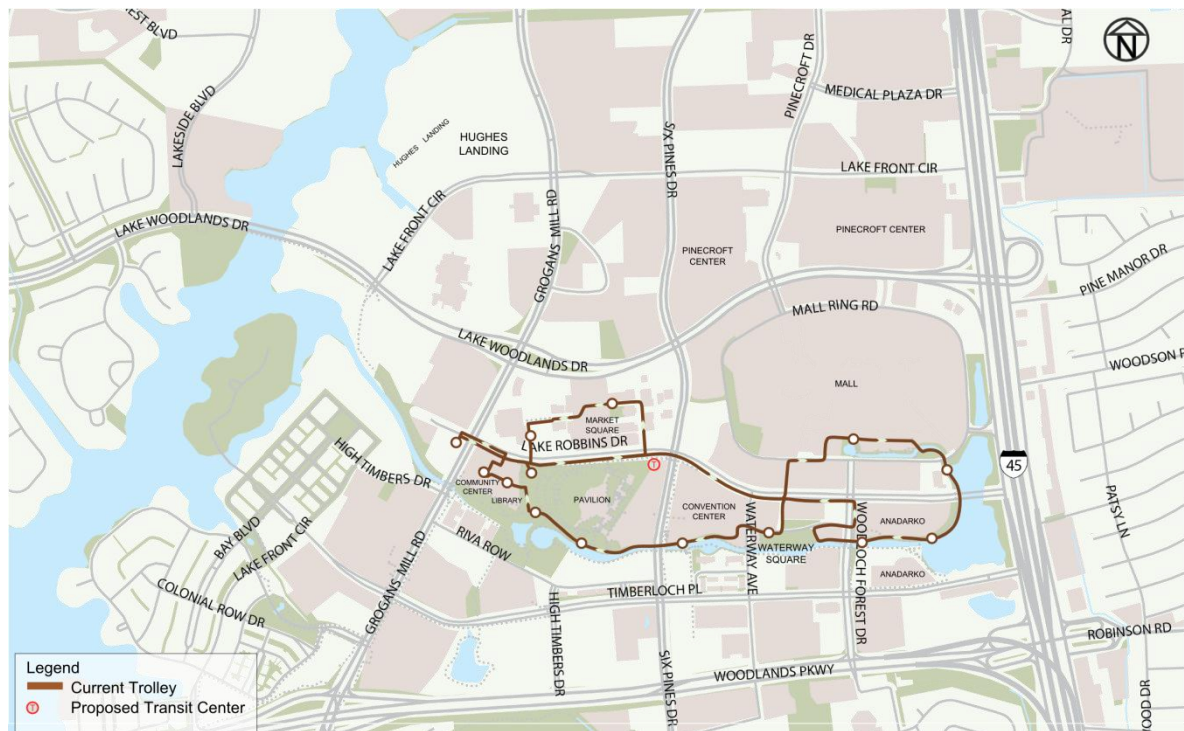 EST BLVD
LAKESIDE BLVD
HUGHES LANDING
HUGHES
LANDING
LAKE FRONT CIR
LAKE WOODLANDS DR
GROGANS MILL RD
SIX PINES DR
PINECROFT DR
MEDICAL PLAZA DR
AL DR
N
LAKE FRONT CIR
PINECROFT CENTER
PINECROFT
CENTER
PINE MANOR DR
MALL RING RD
LAKE WOODLANDS DR
WOODSON R
MALL
MARKET
SQUARE
LAKE ROBBINS DR
T
45
HIGH TIMBERS DR
COMMUNITY
CENTER
LIBRARY
PAVILION
CONVENTION
CENTER
WATERWAY AVE
WATERWAY
SQUARE
WOODLOCH FOREST DR
ANADARKO
ANADARKO
PATSY LN
BAY BLVD
LAKE FRONT CIR
RIVA ROW
COLONIAL ROW DR
GROGANS MILL RD
HIGH TIMBERS DR
TIMBERLOCH PL
SIX PINES DR
WOODLANDS PKWY
ROBINSON RD
Legend
Current Trolley
T Proposed Transit Center